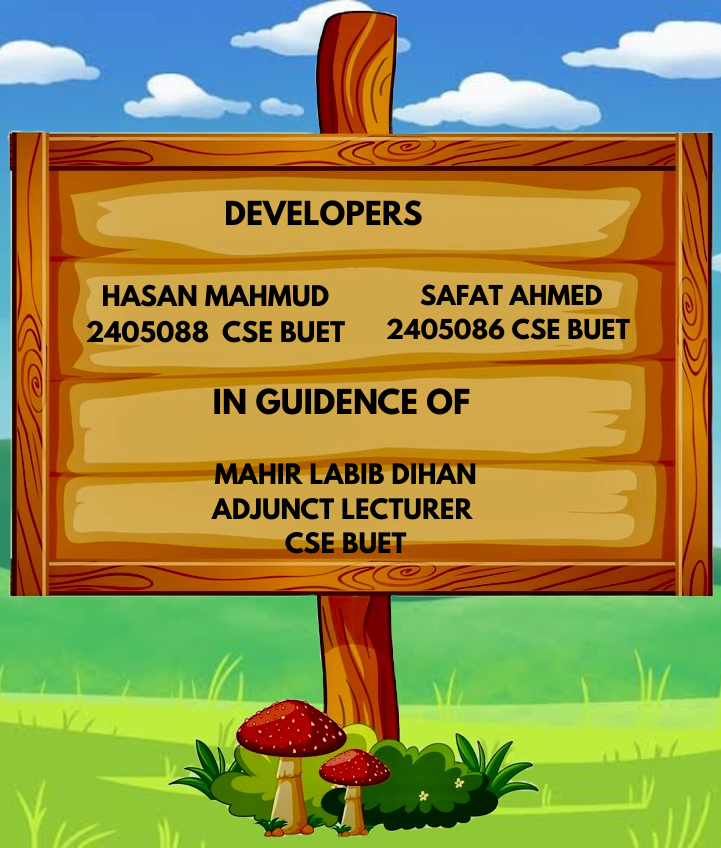 DEVELOPERS
HASAN MAHMUD
2405088 CSE BUET
SAFAT AHMED
2405086 CSE BUET
IN GUIDENCE OF
MAHIR LABIB DIHAN
ADJUNCT LECTURER
CSE BUET